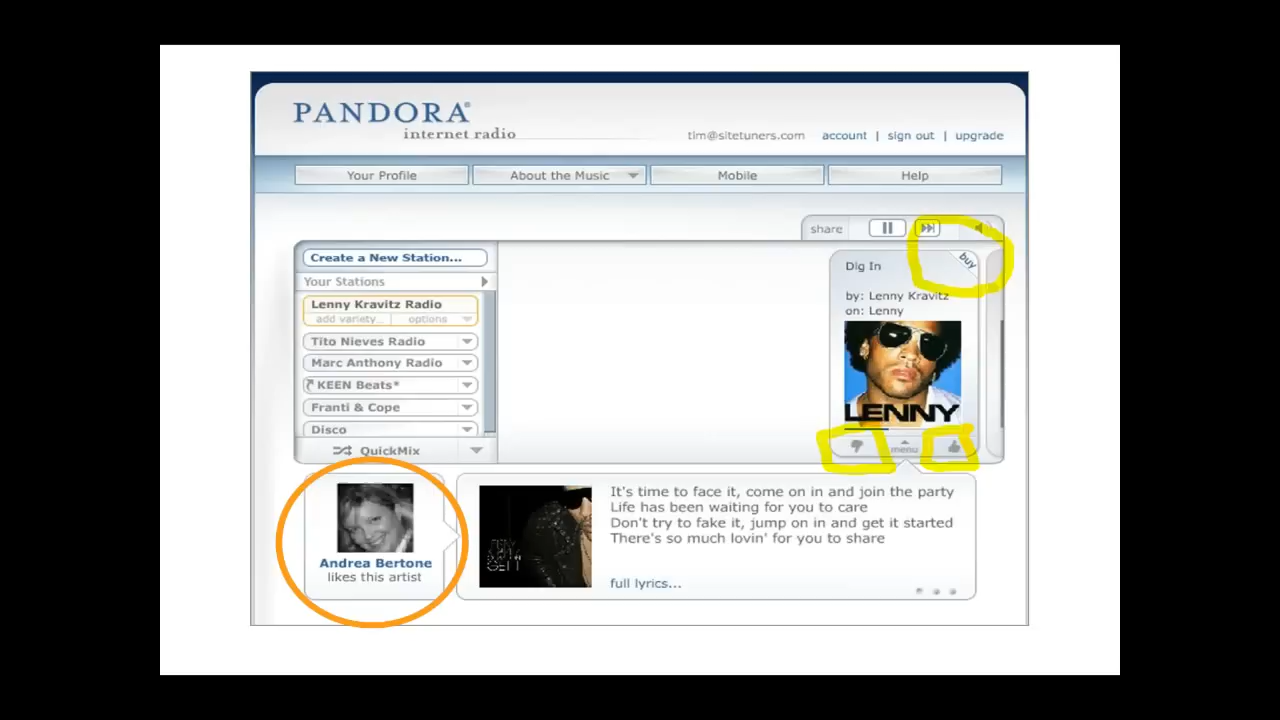 PANDORA®
internet radio
tim@sitetuners.com account | sign out | upgrade
Your Profile About the Music Mobile Help
share
Create a New Station...
Your Stations
Lenny Kravitz Radio
add variety... options
Tito Nieves Radio
Marc Anthony Radio
KEEN Beats*
Franti & Cope
Disco
QuickMix
buy
Dig In
by: Lenny Kravitz
on: Lenny
LENNY
menu
Andrea Bertone
likes this artist
It's time to face it, come on in and join the party
Life has been waiting for you to care
Don't try to fake it, jump on in and get it started
There's so much lovin' for you to share
full lyrics...